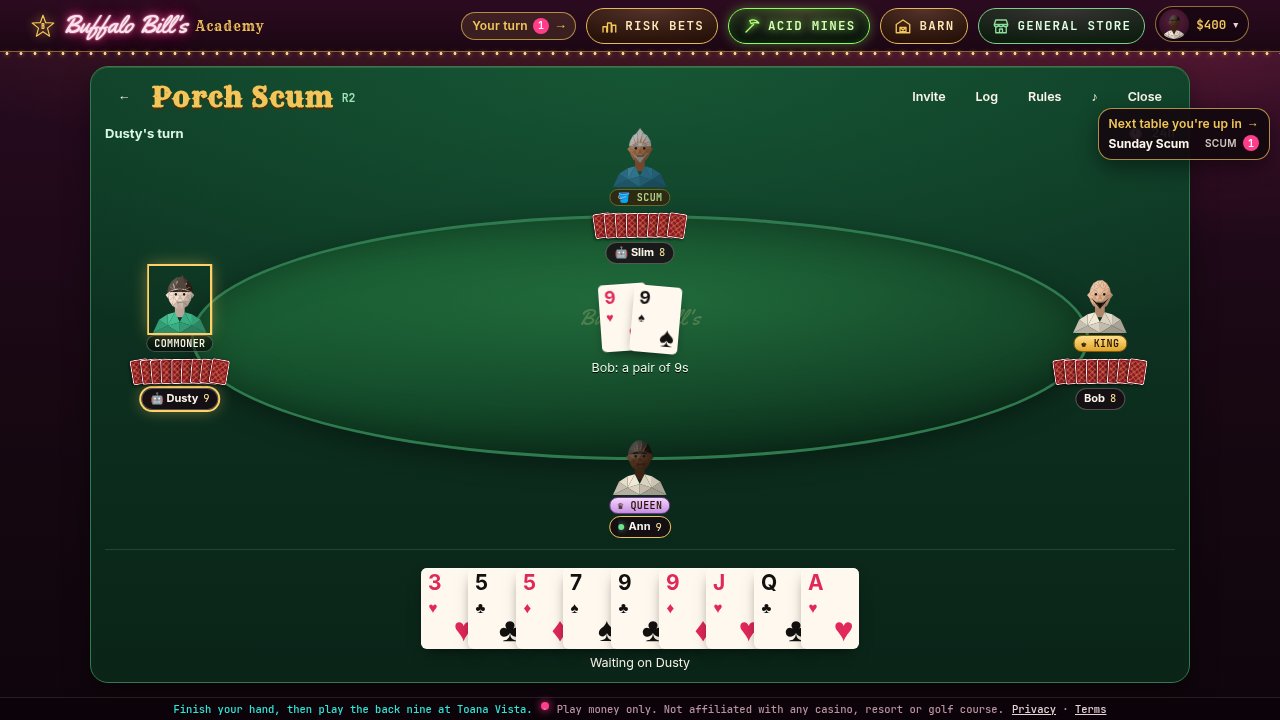 Buffalo Bill's Academy
Your turn 1 →
RISK BETS
ACID MINES
BARN
GENERAL STORE
$400 ▾
← Porch Scum R2
Invite Log Rules ♪ Close
Next table you're up in →
Sunday Scum SCUM 1
Dusty's turn
SCUM
Slim 8
COMMONER
Dusty 9
9 9
Bob: a pair of 9s
KING
Bob 8
QUEEN
Ann 9
3 5 5 7 9 9 J Q A
Waiting on Dusty
Finish your hand, then play the back nine at Toana Vista. Play money only. Not affiliated with any casino, resort or golf course. Privacy · Terms